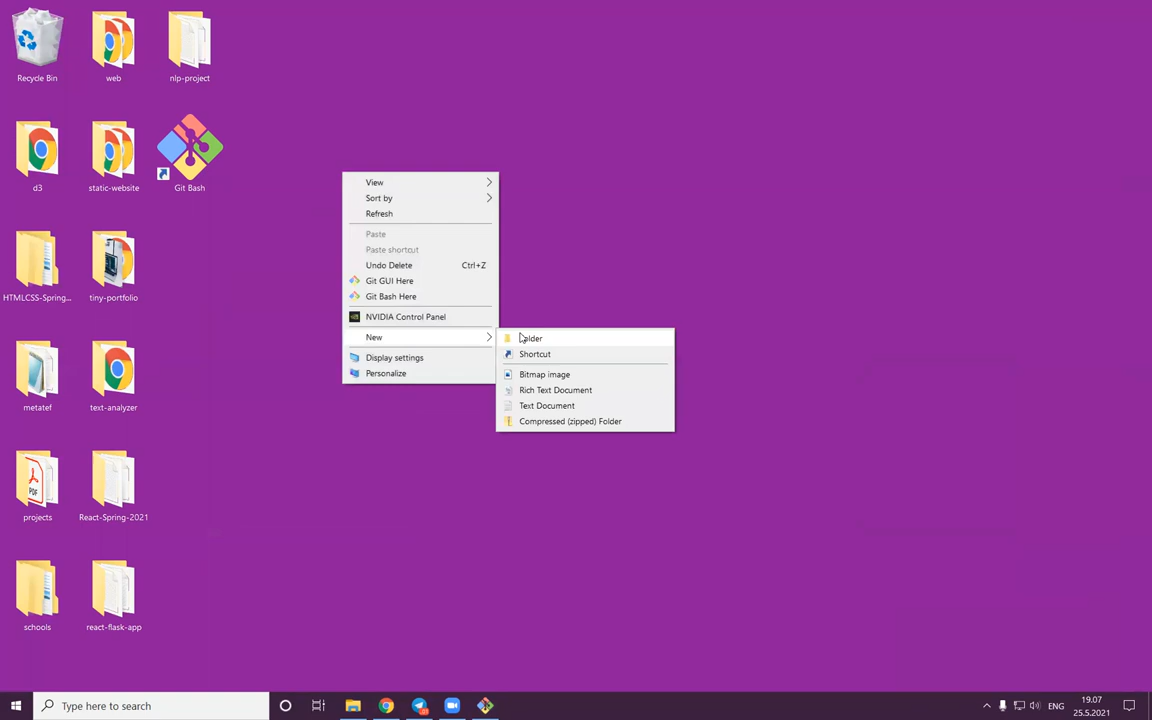 Recycle Bin
web
nlp-project
d3
static-website
Git Bash
HTMLCSS-Spring...
tiny-portfolio
metatef
text-analyzer
projects
React-Spring-2021
schools
react-flask-app
View
Sort by
Refresh
Paste
Paste shortcut
Undo Delete Ctrl+Z
Git GUI Here
Git Bash Here
NVIDIA Control Panel
New
Display settings
Personalize
Folder
Shortcut
Bitmap image
Rich Text Document
Text Document
Compressed (zipped) Folder
PDF
Type here to search
ENG
19.07
25.5.2021